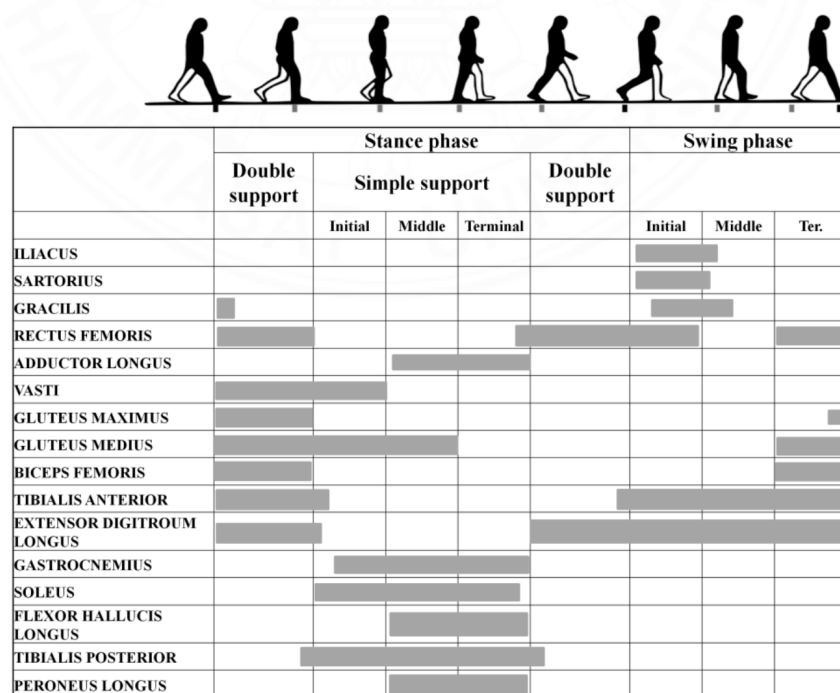 Stance phase
Swing phase
Double
support
Simple support
Double
support
Initial
Middle
Terminal
Initial
Middle
Ter.
ILIACUS
SARTORIUS
GRACILIS
RECTUS FEMORIS
ADDUCTOR LONGUS
VASTI
GLUTEUS MAXIMUS
GLUTEUS MEDIUS
BICEPS FEMORIS
TIBIALIS ANTERIOR
EXTENSOR DIGITROUM
LONGUS
GASTROCNEMIUS
SOLEUS
FLEXOR HALLUCIS
LONGUS
TIBIALIS POSTERIOR
PERONEUS LONGUS